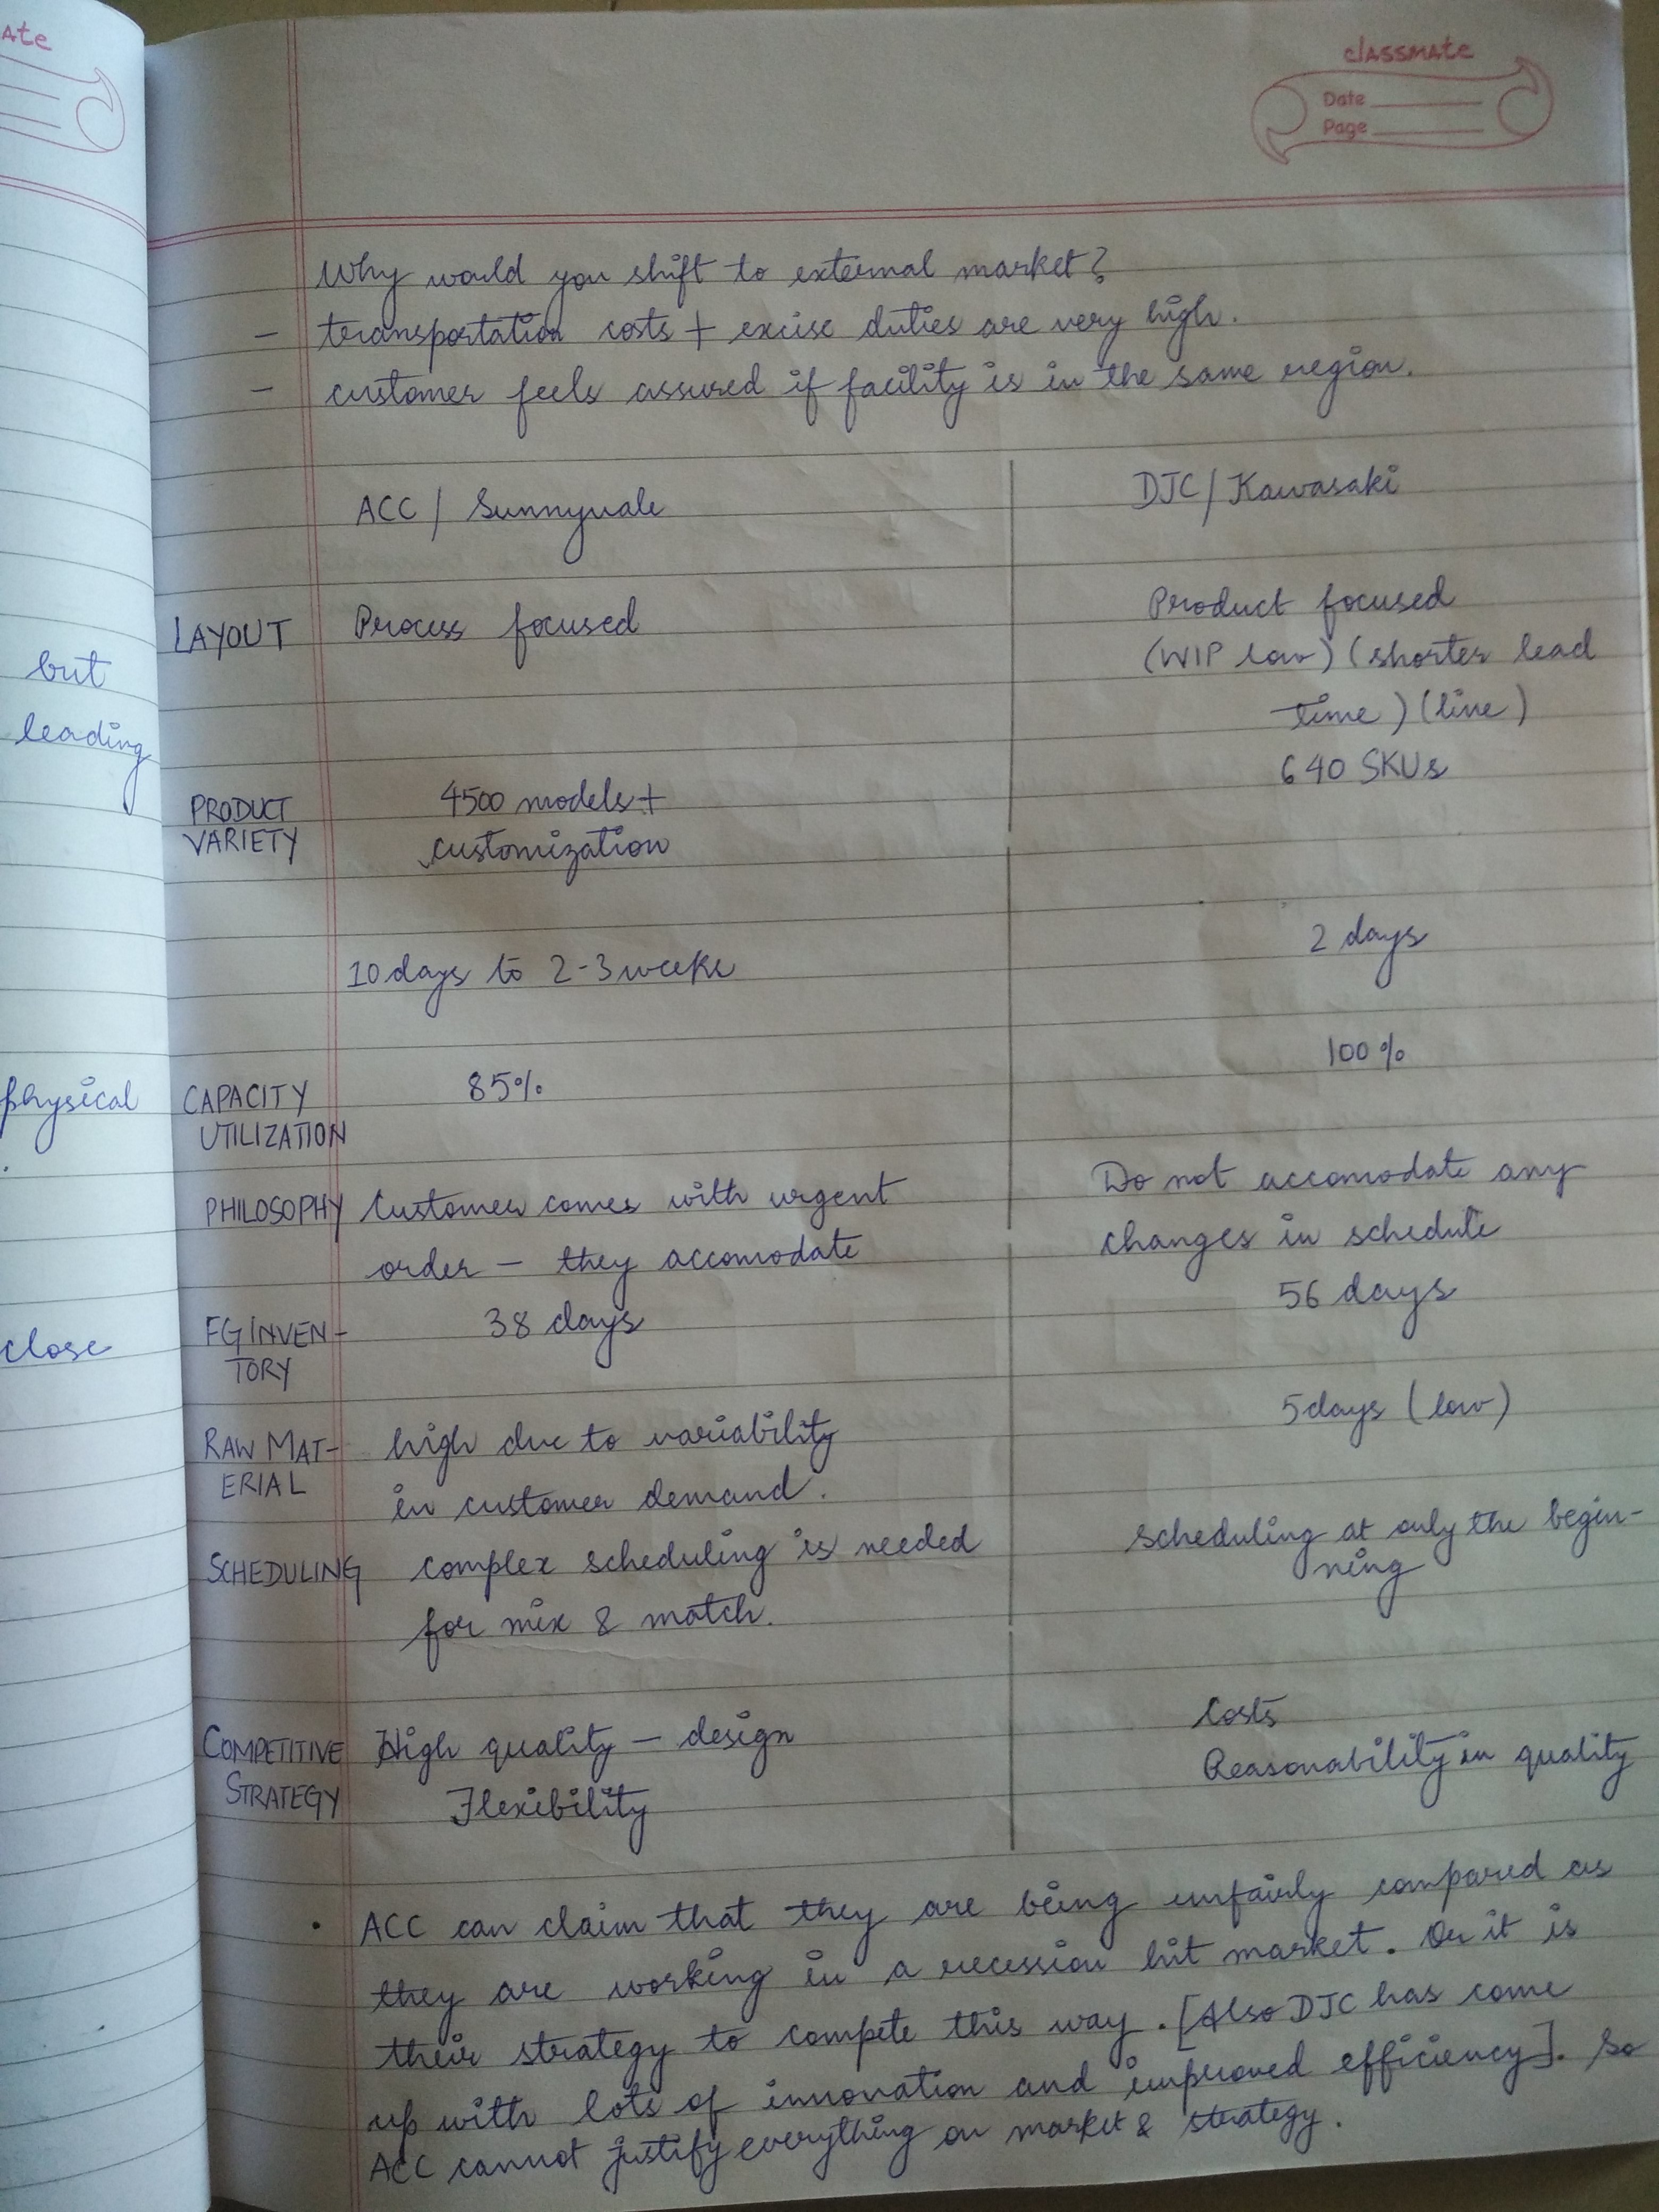 Ate
classmate
Date
Page
Why would you shift to external market?
- transportation costs + excise duties are very high.
- customer feels assured if facility is in the same region.
ACC / Sunnyvale DJC / Kawasaki
LAYOUT Process focused Product focused
(WIP low) (shorter lead
time) (line)
but
leading
640 SKUs
PRODUCT 4500 models +
VARIETY customization
10 days to 2-3 weeks 2 days
physical
CAPACITY 85% 100%
UTILIZATION
PHILOSOPHY Customer comes with urgent Do not accomodate any
order - they accomodate changes in schedule
close
FG INVEN- 38 days 56 days
TORY
RAW MAT- high due to variability 5 days (low)
ERIAL in customer demand.
SCHEDULING complex scheduling is needed scheduling at only the begin-
for mix & match. ning
COMPETITIVE High quality - design Costs
STRATEGY Flexibility Reasonability in quality
• ACC can claim that they are being unfairly compared as
they are working in a recession hit market. Or it is
their strategy to compete this way. [Also DJC has come
up with lots of innovation and improved efficiency]. So
ACC cannot justify everything on market & strategy.